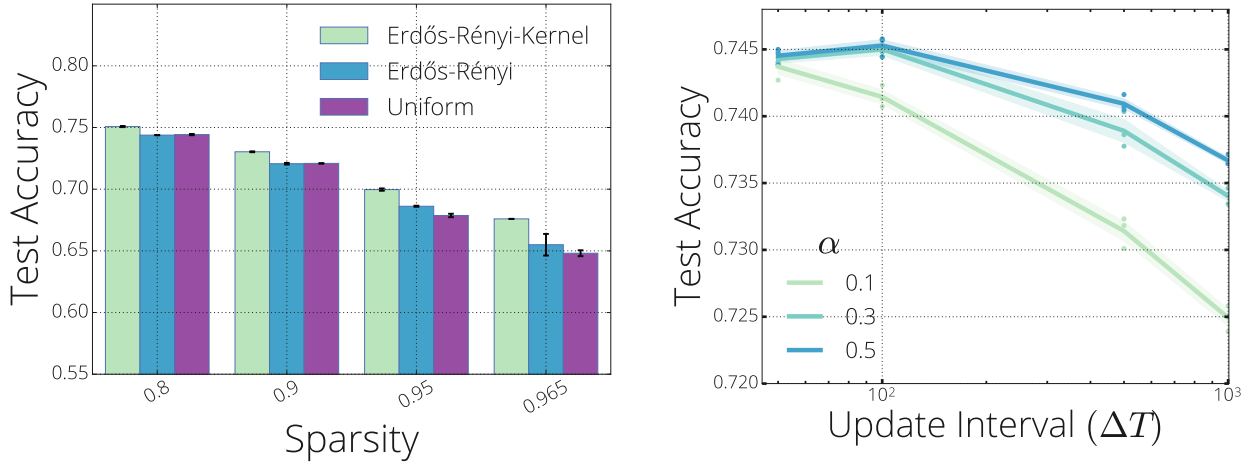 Erdős-Rényi-Kernel
Erdős-Rényi
Uniform
Test Accuracy
0.80
0.75
0.70
0.65
0.60
0.55
0.8
0.9
0.95
0.965
Sparsity
Test Accuracy
0.745
0.740
0.735
0.730
0.725
0.720
α
0.1
0.3
0.5
10²
10³
Update Interval (ΔT)